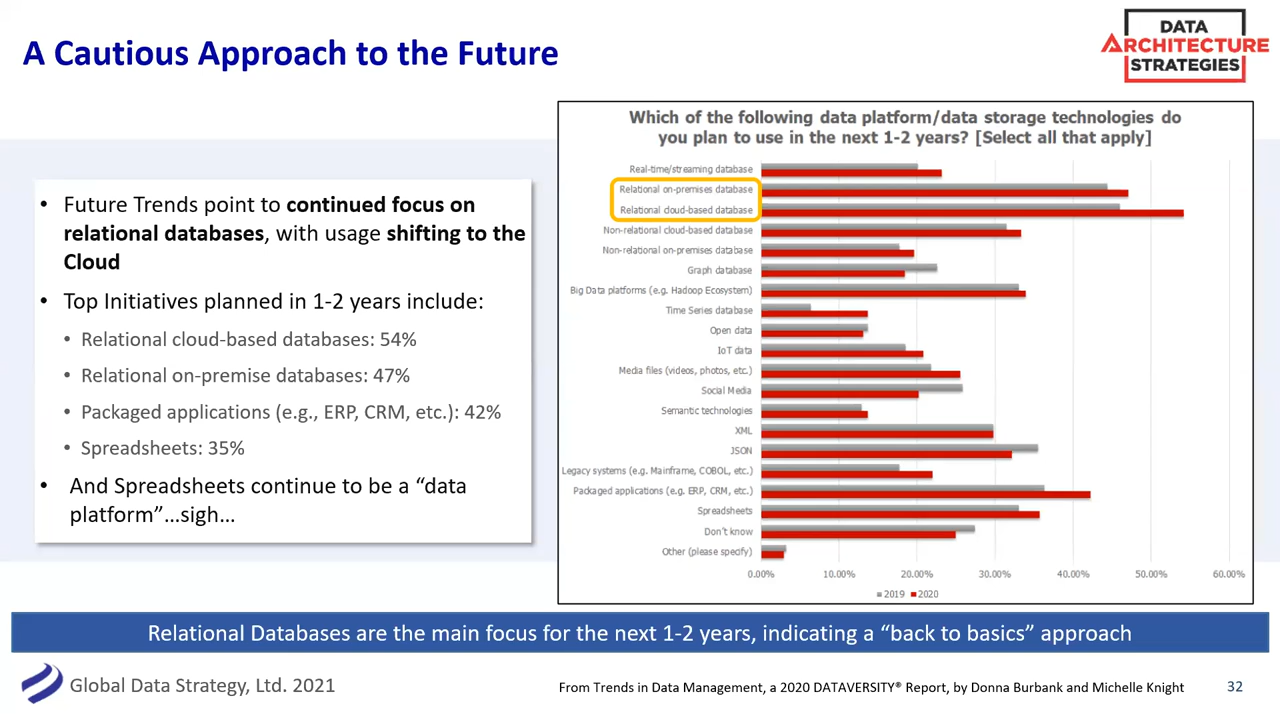 A Cautious Approach to the Future
DATA
ARCHITECTURE
STRATEGIES
• Future Trends point to continued focus on
relational databases, with usage shifting to the
Cloud
• Top Initiatives planned in 1-2 years include:
• Relational cloud-based databases: 54%
• Relational on-premise databases: 47%
• Packaged applications (e.g., ERP, CRM, etc.): 42%
• Spreadsheets: 35%
• And Spreadsheets continue to be a “data
platform”…sigh…
Which of the following data platform/data storage technologies do
you plan to use in the next 1-2 years? [Select all that apply]
Real-time/streaming database
Relational on-premises database
Relational cloud-based database
Non-relational cloud-based database
Non-relational on-premises database
Graph database
Big Data platforms (e.g. Hadoop Ecosystem)
Time Series database
Open data
IoT data
Media files (videos, photos, etc.)
Social Media
Semantic technologies
XML
JSON
Legacy systems (e.g. Mainframe, COBOL, etc.)
Packaged applications (e.g. ERP, CRM, etc.)
Spreadsheets
Don't know
Other (please specify)
0.00% 10.00% 20.00% 30.00% 40.00% 50.00% 60.00%
2019 2020
Relational Databases are the main focus for the next 1-2 years, indicating a “back to basics” approach
Global Data Strategy, Ltd. 2021
From Trends in Data Management, a 2020 DATAVERSITY® Report, by Donna Burbank and Michelle Knight
32